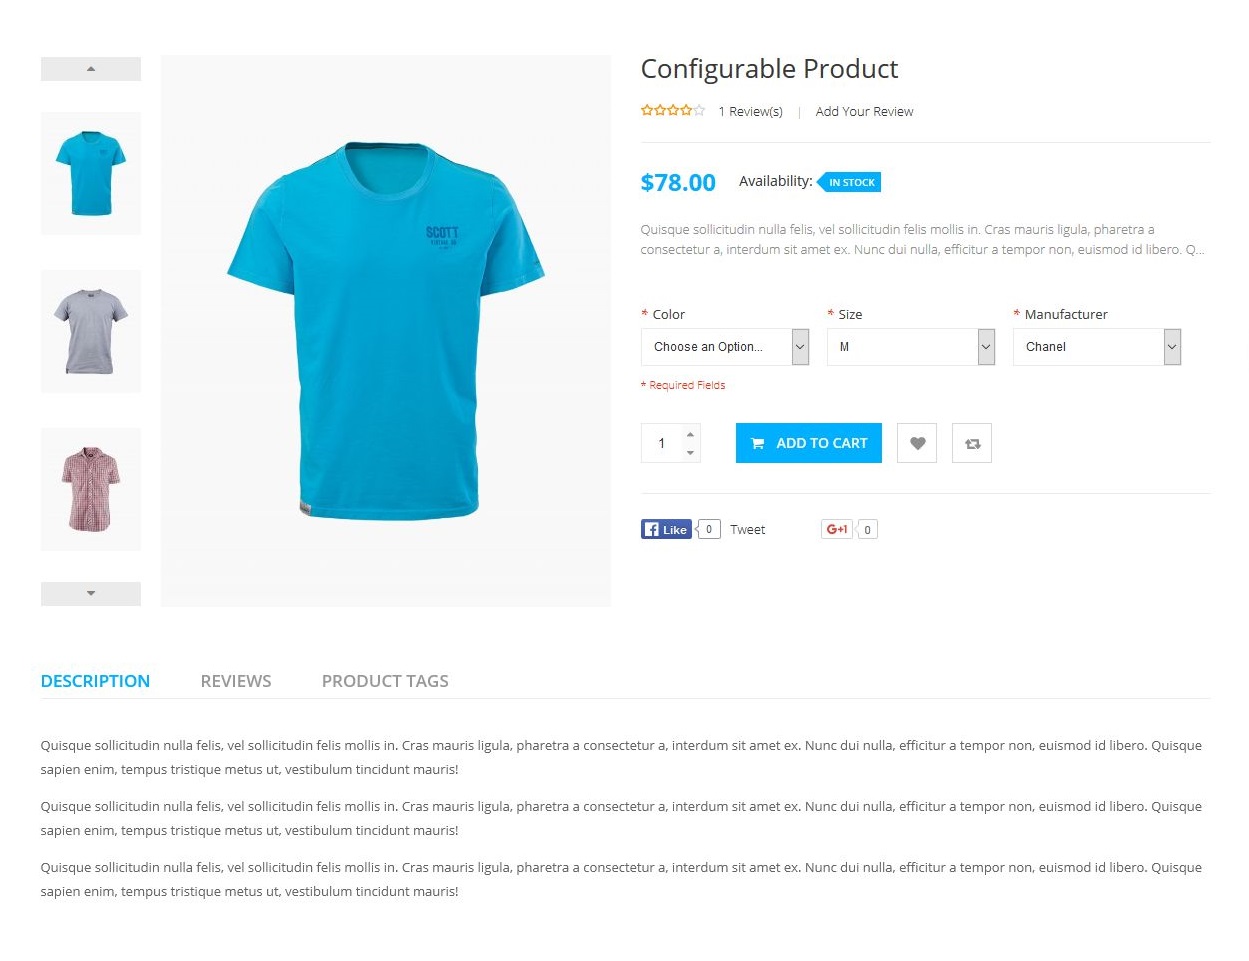 Configurable Product
1 Review(s) | Add Your Review
$78.00 Availability: IN STOCK
Quisque sollicitudin nulla felis, vel sollicitudin felis mollis in. Cras mauris ligula, pharetra a
consectetur a, interdum sit amet ex. Nunc dui nulla, efficitur a tempor non, euismod id libero. Q...
SCOTT
* Color * Size * Manufacturer
Choose an Option... M Chanel
* Required Fields
1 ADD TO CART
Like 0 Tweet G+1 0
DESCRIPTION REVIEWS PRODUCT TAGS
Quisque sollicitudin nulla felis, vel sollicitudin felis mollis in. Cras mauris ligula, pharetra a consectetur a, interdum sit amet ex. Nunc dui nulla, efficitur a tempor non, euismod id libero. Quisque
sapien enim, tempus tristique metus ut, vestibulum tincidunt mauris!
Quisque sollicitudin nulla felis, vel sollicitudin felis mollis in. Cras mauris ligula, pharetra a consectetur a, interdum sit amet ex. Nunc dui nulla, efficitur a tempor non, euismod id libero. Quisque
sapien enim, tempus tristique metus ut, vestibulum tincidunt mauris!
Quisque sollicitudin nulla felis, vel sollicitudin felis mollis in. Cras mauris ligula, pharetra a consectetur a, interdum sit amet ex. Nunc dui nulla, efficitur a tempor non, euismod id libero. Quisque
sapien enim, tempus tristique metus ut, vestibulum tincidunt mauris!